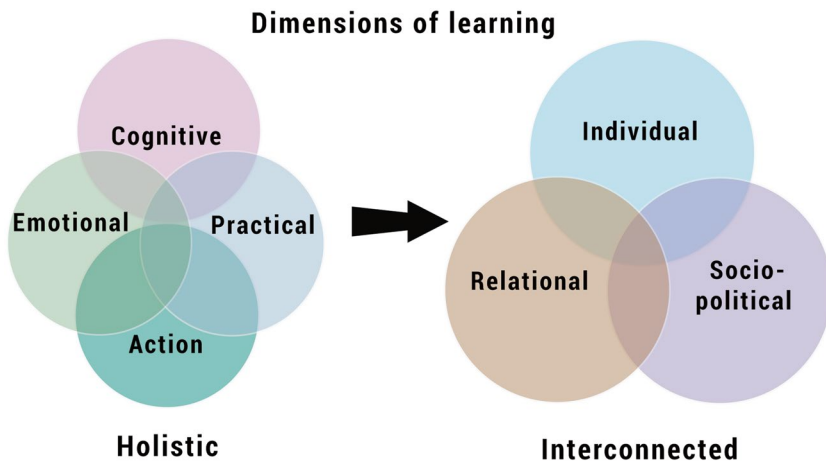 Dimensions of learning
Cognitive
Emotional
Practical
Action
Holistic
Individual
Relational
Socio-
political
Interconnected